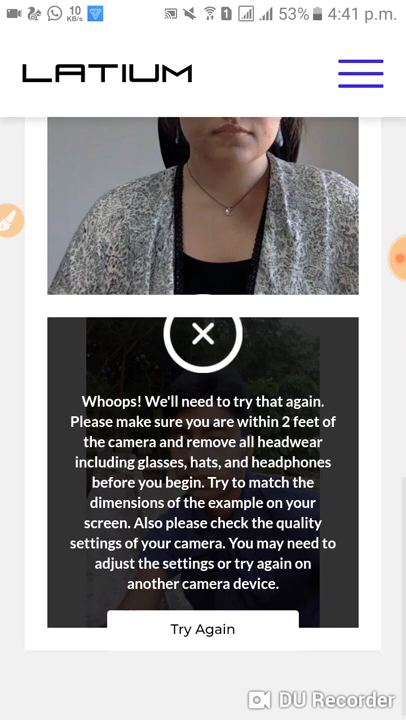 10 KB/s 1 53% 4:41 p.m.
LATIUM
Whoops! We'll need to try that again.
Please make sure you are within 2 feet of
the camera and remove all headwear
including glasses, hats, and headphones
before you begin. Try to match the
dimensions of the example on your
screen. Also please check the quality
settings of your camera. You may need to
adjust the settings or try again on
another camera device.
Try Again
DU Recorder